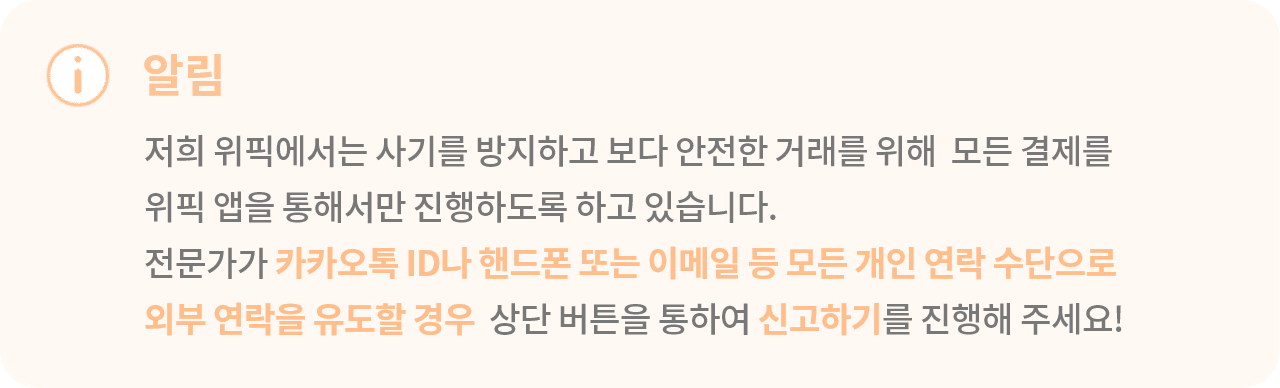 알림
저희 위픽에서는 사기를 방지하고 보다 안전한 거래를 위해 모든 결제를
위픽 앱을 통해서만 진행하도록 하고 있습니다.
전문가가 카카오톡 ID나 핸드폰 또는 이메일 등 모든 개인 연락 수단으로
외부 연락을 유도할 경우 상단 버튼을 통하여 신고하기를 진행해 주세요!